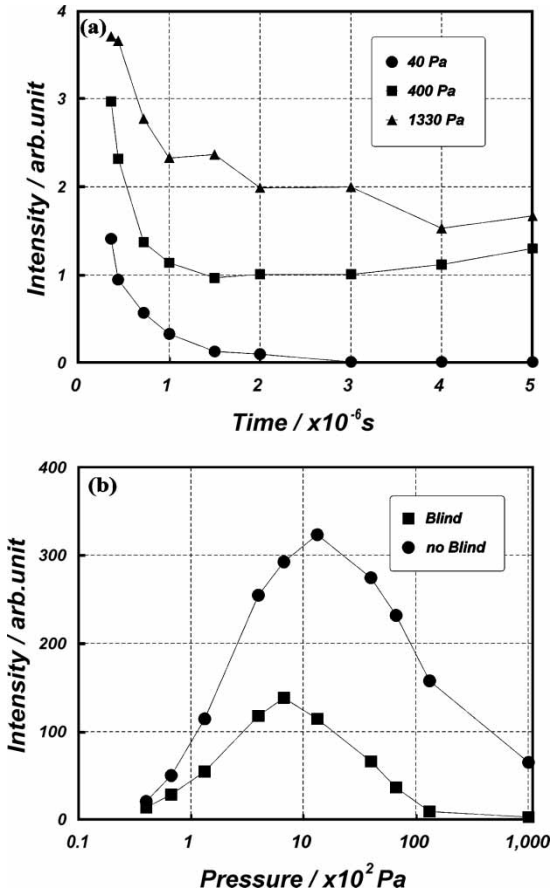 (a)
4
3
2
1
0
40 Pa
400 Pa
1330 Pa
Intensity / arb.unit
0 1 2 3 4 5
Time / x10⁻⁶s
(b)
400
300
200
100
0
Blind
no Blind
Intensity / arb.unit
0.1 1 10 100 1,000
Pressure / x10² Pa